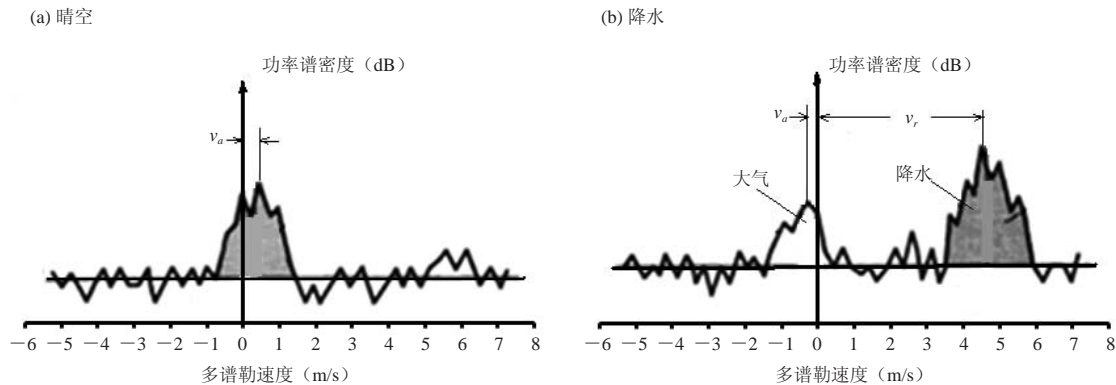 (a) 晴空
功率谱密度（dB）
vₐ
−6 −5 −4 −3 −2 −1 0 1 2 3 4 5 6 7 8
多谱勒速度（m/s）
(b) 降水
功率谱密度（dB）
vₐ
vᵣ
大气
降水
−6 −5 −4 −3 −2 −1 0 1 2 3 4 5 6 7 8
多谱勒速度（m/s）